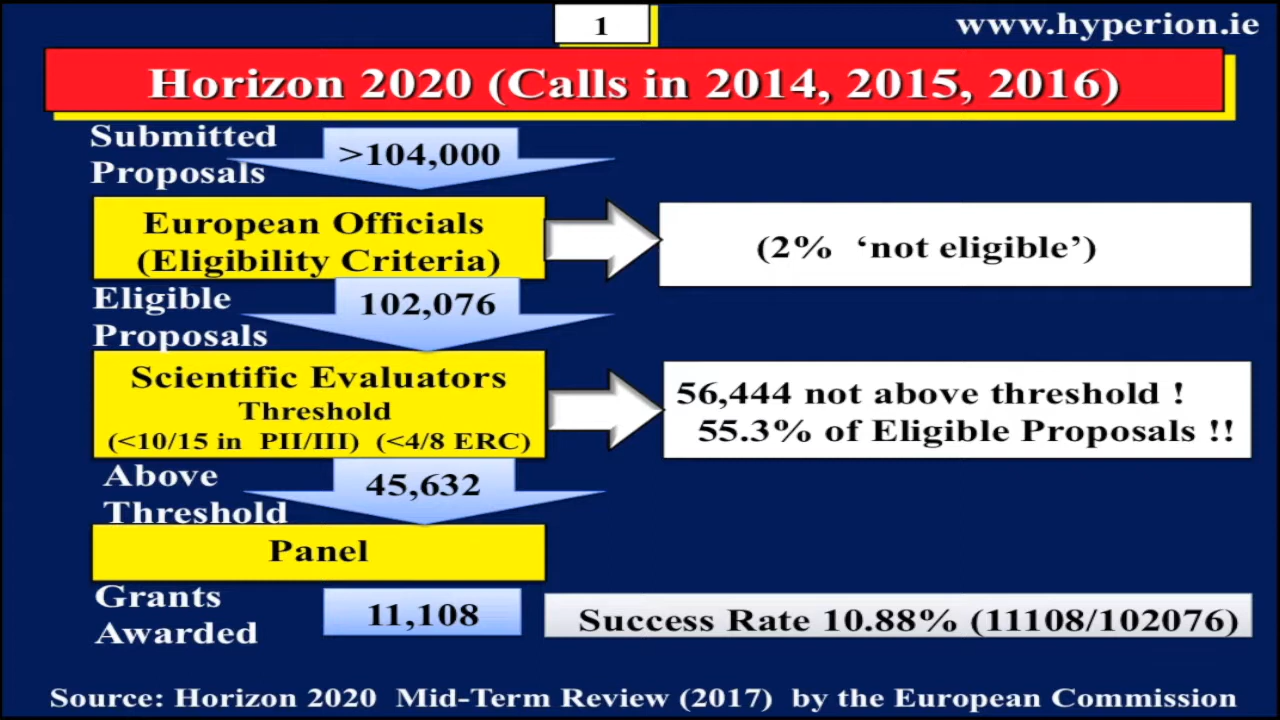 1
www.hyperion.ie
Horizon 2020 (Calls in 2014, 2015, 2016)
Submitted
Proposals
>104,000
European Officials
(Eligibility Criteria)
(2% ‘not eligible’)
Eligible
Proposals
102,076
Scientific Evaluators
Threshold
(<10/15 in PII/III) (<4/8 ERC)
56,444 not above threshold !
55.3% of Eligible Proposals !!
Above
Threshold
45,632
Panel
Grants
Awarded
11,108
Success Rate 10.88% (11108/102076)
Source: Horizon 2020 Mid-Term Review (2017) by the European Commission